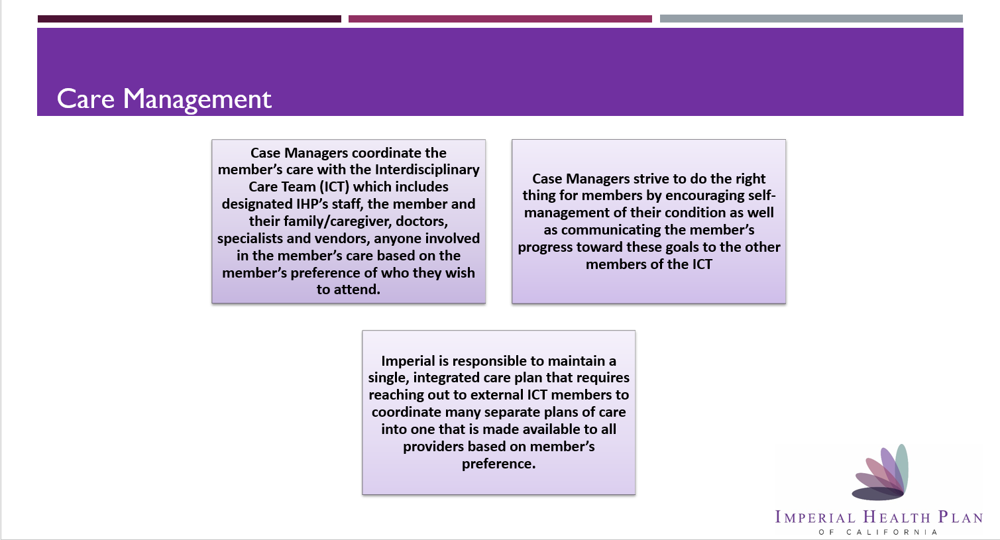 Care Management
Case Managers coordinate the
member’s care with the Interdisciplinary
Care Team (ICT) which includes
designated IHP’s staff, the member and
their family/caregiver, doctors,
specialists and vendors, anyone involved
in the member’s care based on the
member’s preference of who they wish
to attend.
Case Managers strive to do the right
thing for members by encouraging self-
management of their condition as well
as communicating the member’s
progress toward these goals to the other
members of the ICT
Imperial is responsible to maintain a
single, integrated care plan that requires
reaching out to external ICT members to
coordinate many separate plans of care
into one that is made available to all
providers based on member’s
preference.
IMPERIAL HEALTH PLAN
OF CALIFORNIA